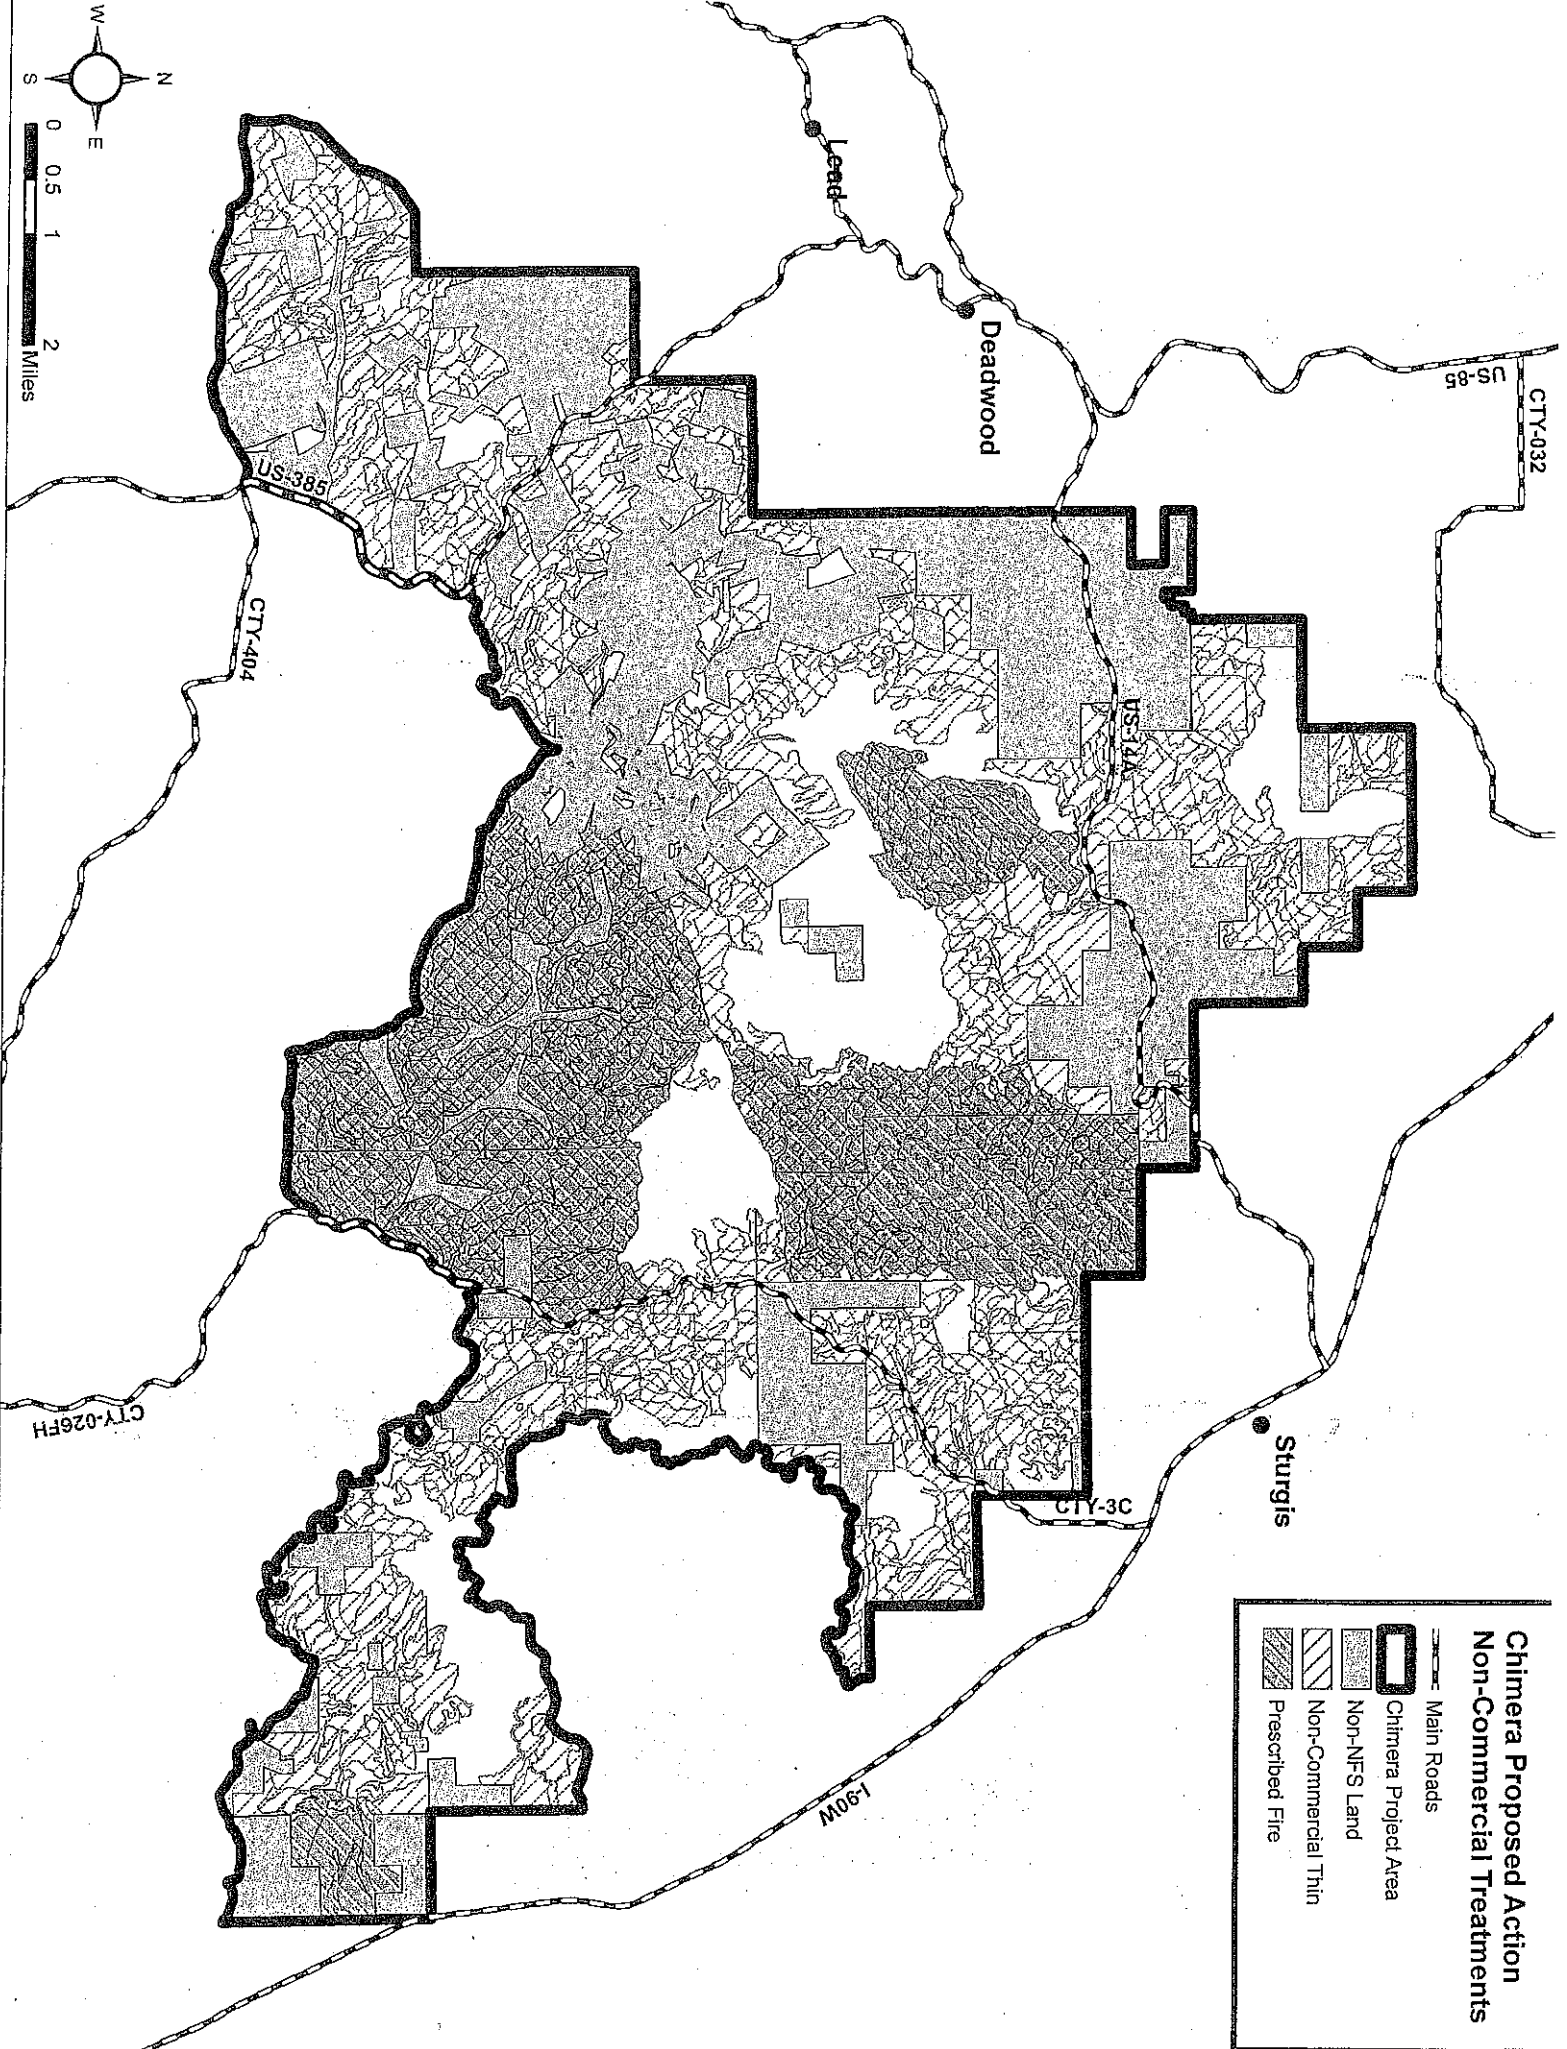 Chimera Proposed Action
Non-Commercial Treatments
Main Roads
Chimera Project Area
Non-NFS Land
Non-Commercial Thin
Prescribed Fire
CTY-032
US-85
Deadwood
Lead
US-14A
Sturgis
CTY-3C
I-90W
US-385
CTY-404
CTY-026FH
N
W
E
S
0 0.5 1 2
Miles